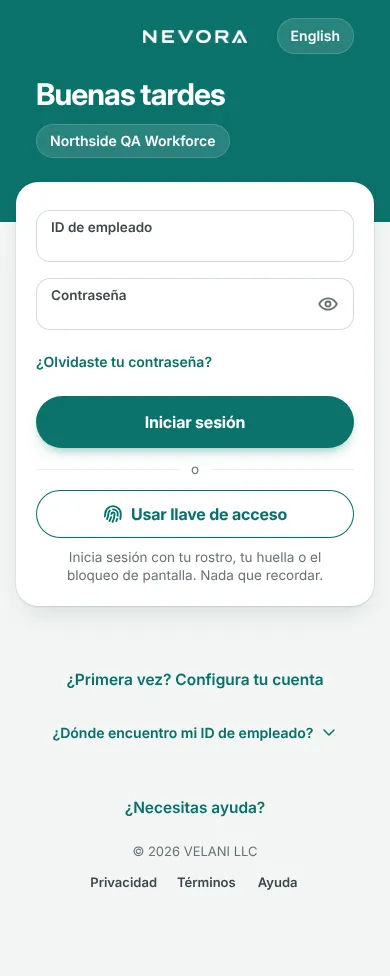 NEVORA
English
Buenas tardes
Northside QA Workforce
ID de empleado
Contraseña
¿Olvidaste tu contraseña?
Iniciar sesión
o
Usar llave de acceso
Inicia sesión con tu rostro, tu huella o el
bloqueo de pantalla. Nada que recordar.
¿Primera vez? Configura tu cuenta
¿Dónde encuentro mi ID de empleado?
¿Necesitas ayuda?
© 2026 VELANI LLC
Privacidad Términos Ayuda